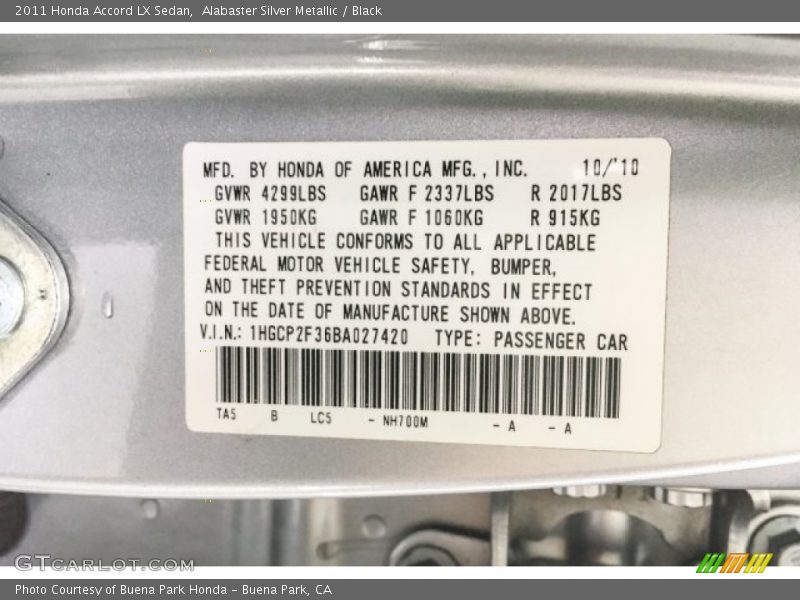 2011 Honda Accord LX Sedan,  Alabaster Silver Metallic / Black
MFD. BY HONDA OF AMERICA MFG., INC. 10/'10
GVWR 4299LBS GAWR F 2337LBS R 2017LBS
GVWR 1950KG GAWR F 1060KG R 915KG
THIS VEHICLE CONFORMS TO ALL APPLICABLE
FEDERAL MOTOR VEHICLE SAFETY, BUMPER,
AND THEFT PREVENTION STANDARDS IN EFFECT
ON THE DATE OF MANUFACTURE SHOWN ABOVE.
V.I.N.: 1HGCP2F36BA027420 TYPE: PASSENGER CAR
TA5 B LC5 - NH700M - A - A
GTCARLOT.COM
Photo Courtesy of Buena Park Honda - Buena Park, CA